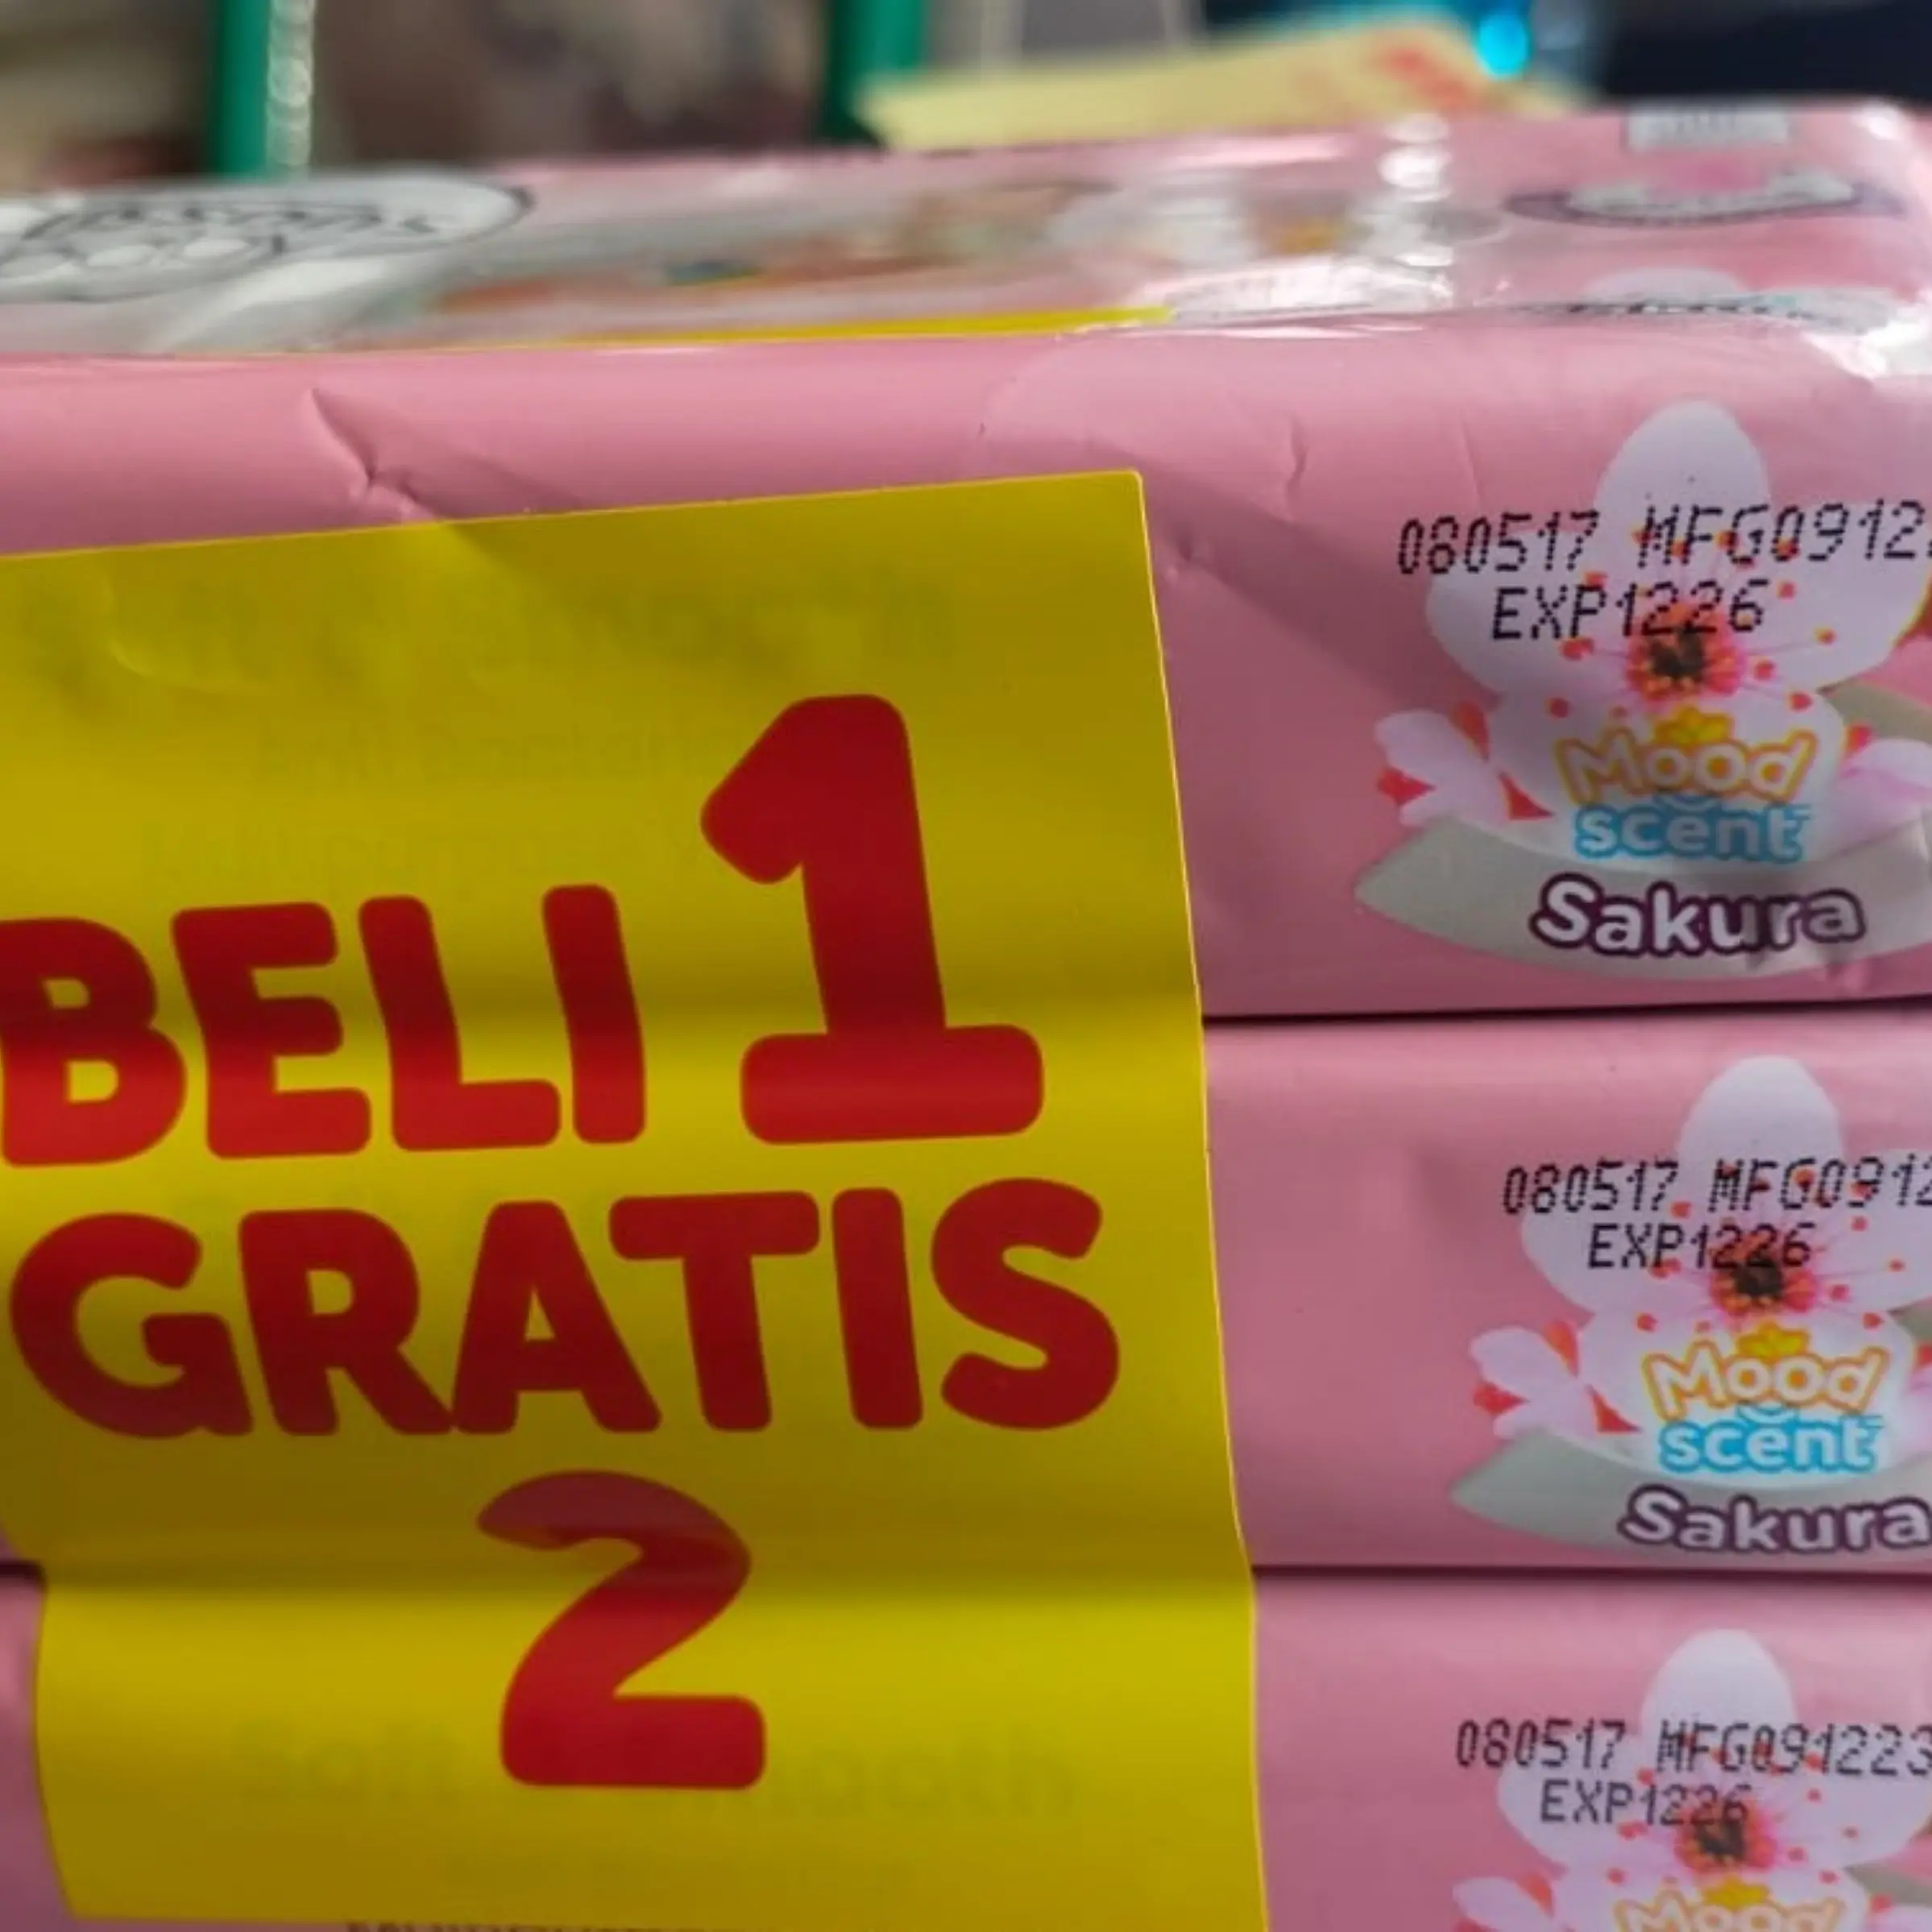 BELI 1
GRATIS
2
080517 MFG0912
EXP1226
Mood
scent
Sakura
080517 MFG0912
EXP1226
Mood
scent
Sakura
080517 MFG091223
EXP1226
Mood